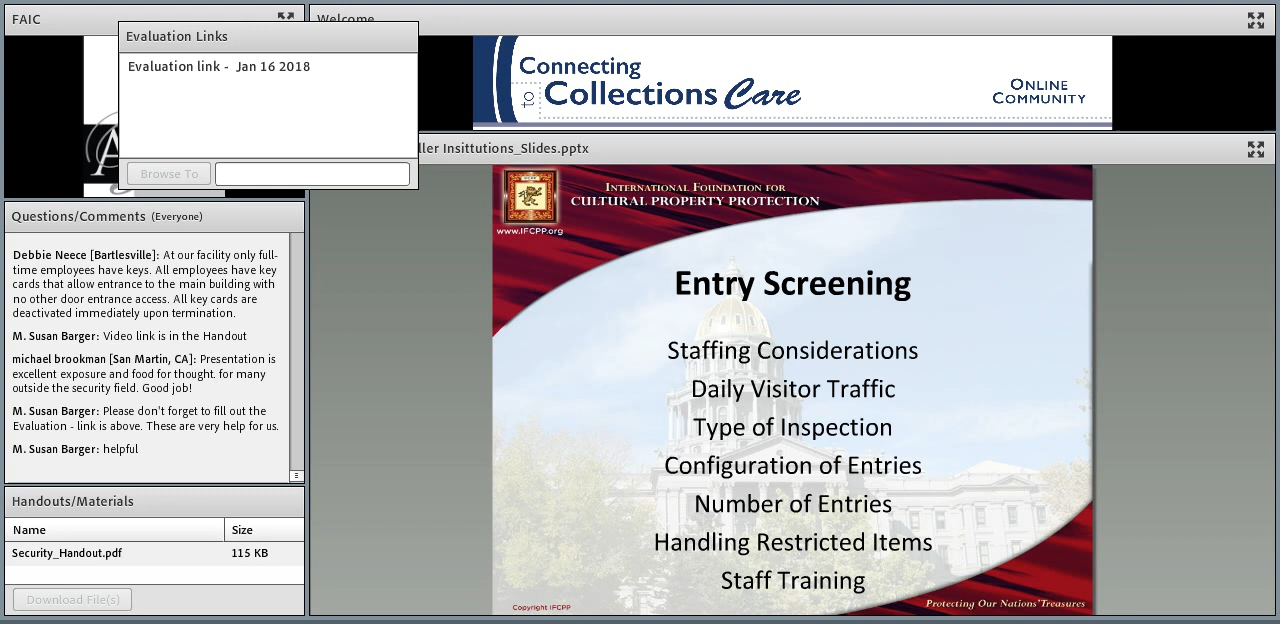 FAIC
Welcome
Evaluation Links
Evaluation link - Jan 16 2018
Browse To
Connecting
to Collections Care
ONLINE
COMMUNITY
ller Insittutions_Slides.pptx
Questions/Comments (Everyone)
Debbie Neece [Bartlesville]: At our facility only full-
time employees have keys. All employees have key
cards that allow entrance to the main building with
no other door entrance access. All key cards are
deactivated immediately upon termination.
M. Susan Barger: Video link is in the Handout
michael brookman [San Martin, CA]: Presentation is
excellent exposure and food for thought. for many
outside the security field. Good job!
M. Susan Barger: Please don't forget to fill out the
Evaluation - link is above. These are very help for us.
M. Susan Barger: helpful
Handouts/Materials
Name Size
Security_Handout.pdf 115 KB
Download File(s)
IFCPP
INTERNATIONAL FOUNDATION FOR
CULTURAL PROPERTY PROTECTION
www.IFCPP.org
Entry Screening
Staffing Considerations
Daily Visitor Traffic
Type of Inspection
Configuration of Entries
Number of Entries
Handling Restricted Items
Staff Training
Copyright IFCPP
Protecting Our Nations' Treasures